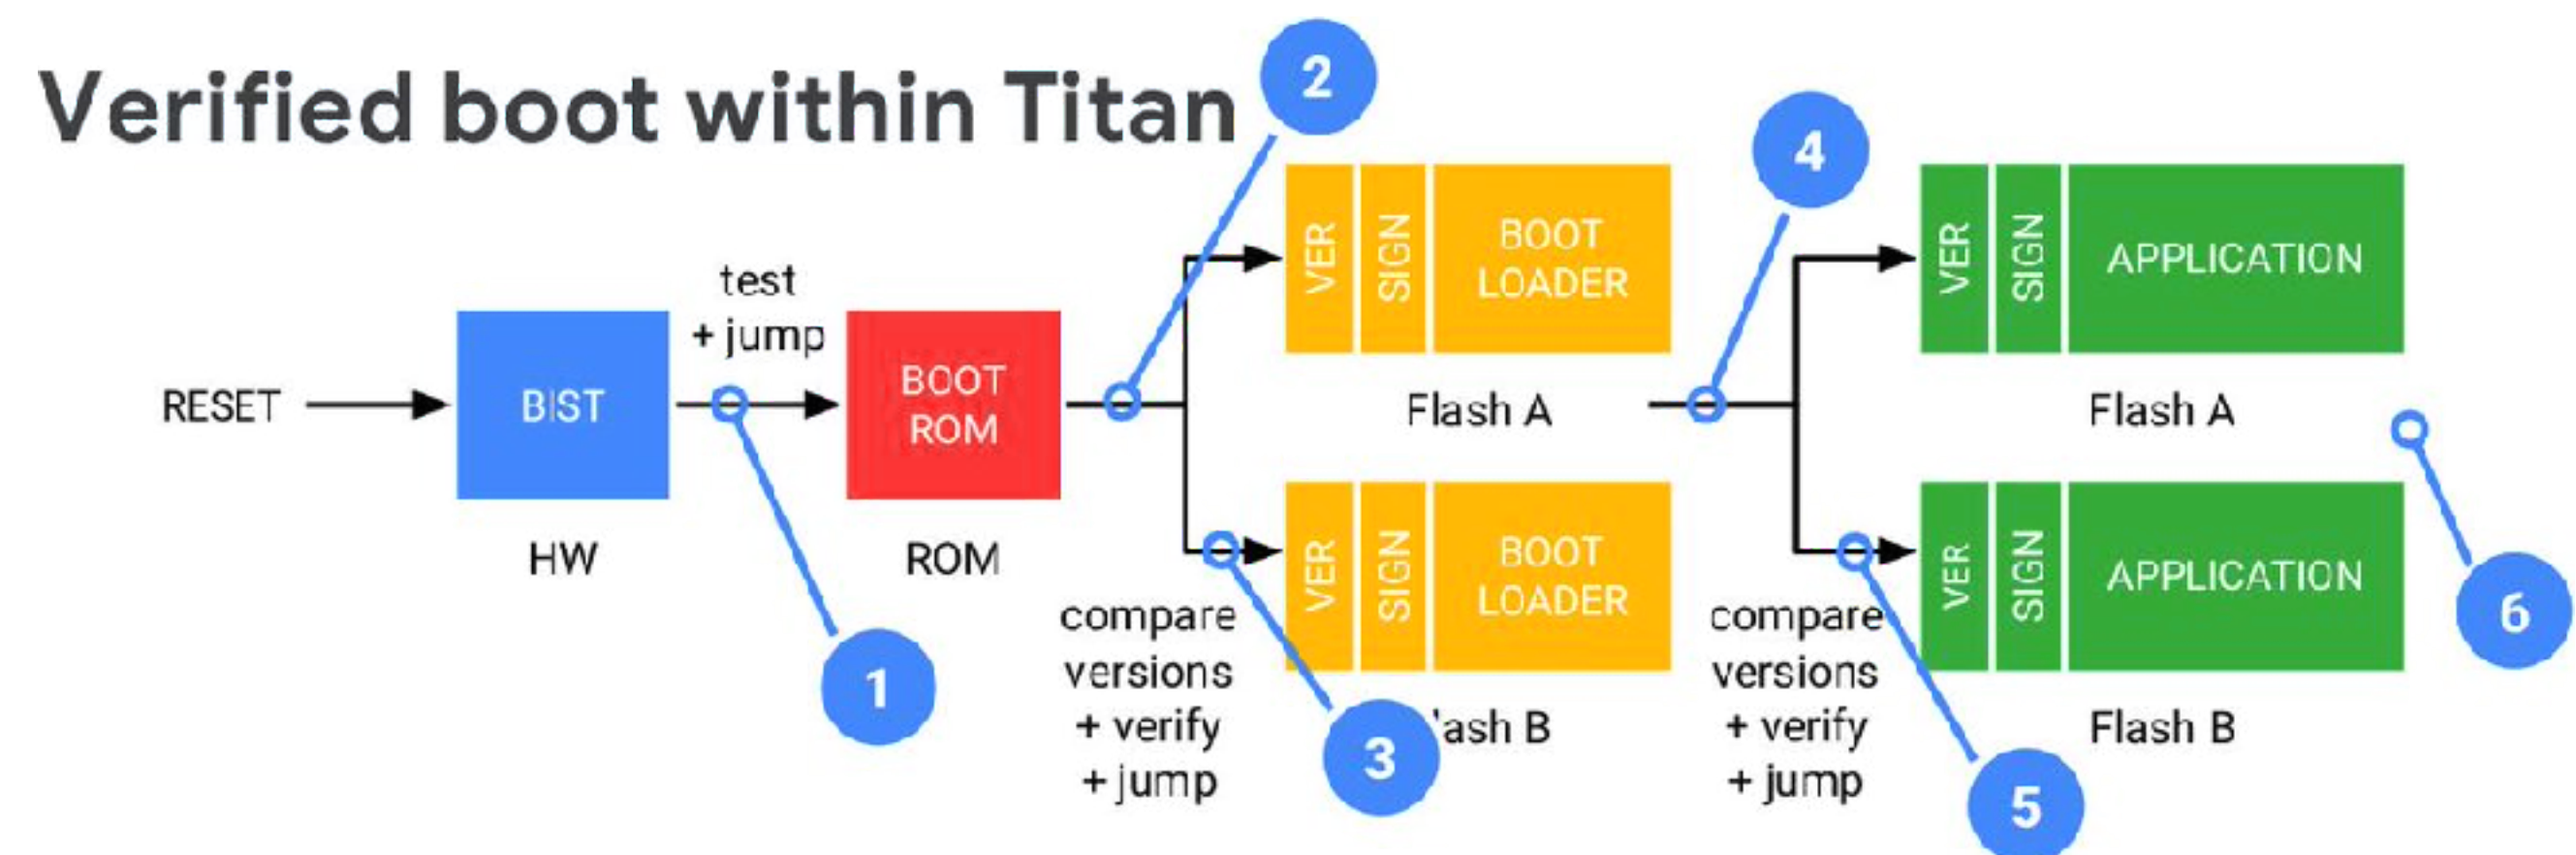 Verified boot within Titan
2
4
test
+ jump
RESET
BIST
HW
BOOT
ROM
ROM
1
VER
SIGN
BOOT
LOADER
Flash A
VER
SIGN
BOOT
LOADER
lash B
compare
versions
+ verify
+ jump
3
VER
SIGN
APPLICATION
Flash A
VER
SIGN
APPLICATION
Flash B
compare
versions
+ verify
+ jump
5
6